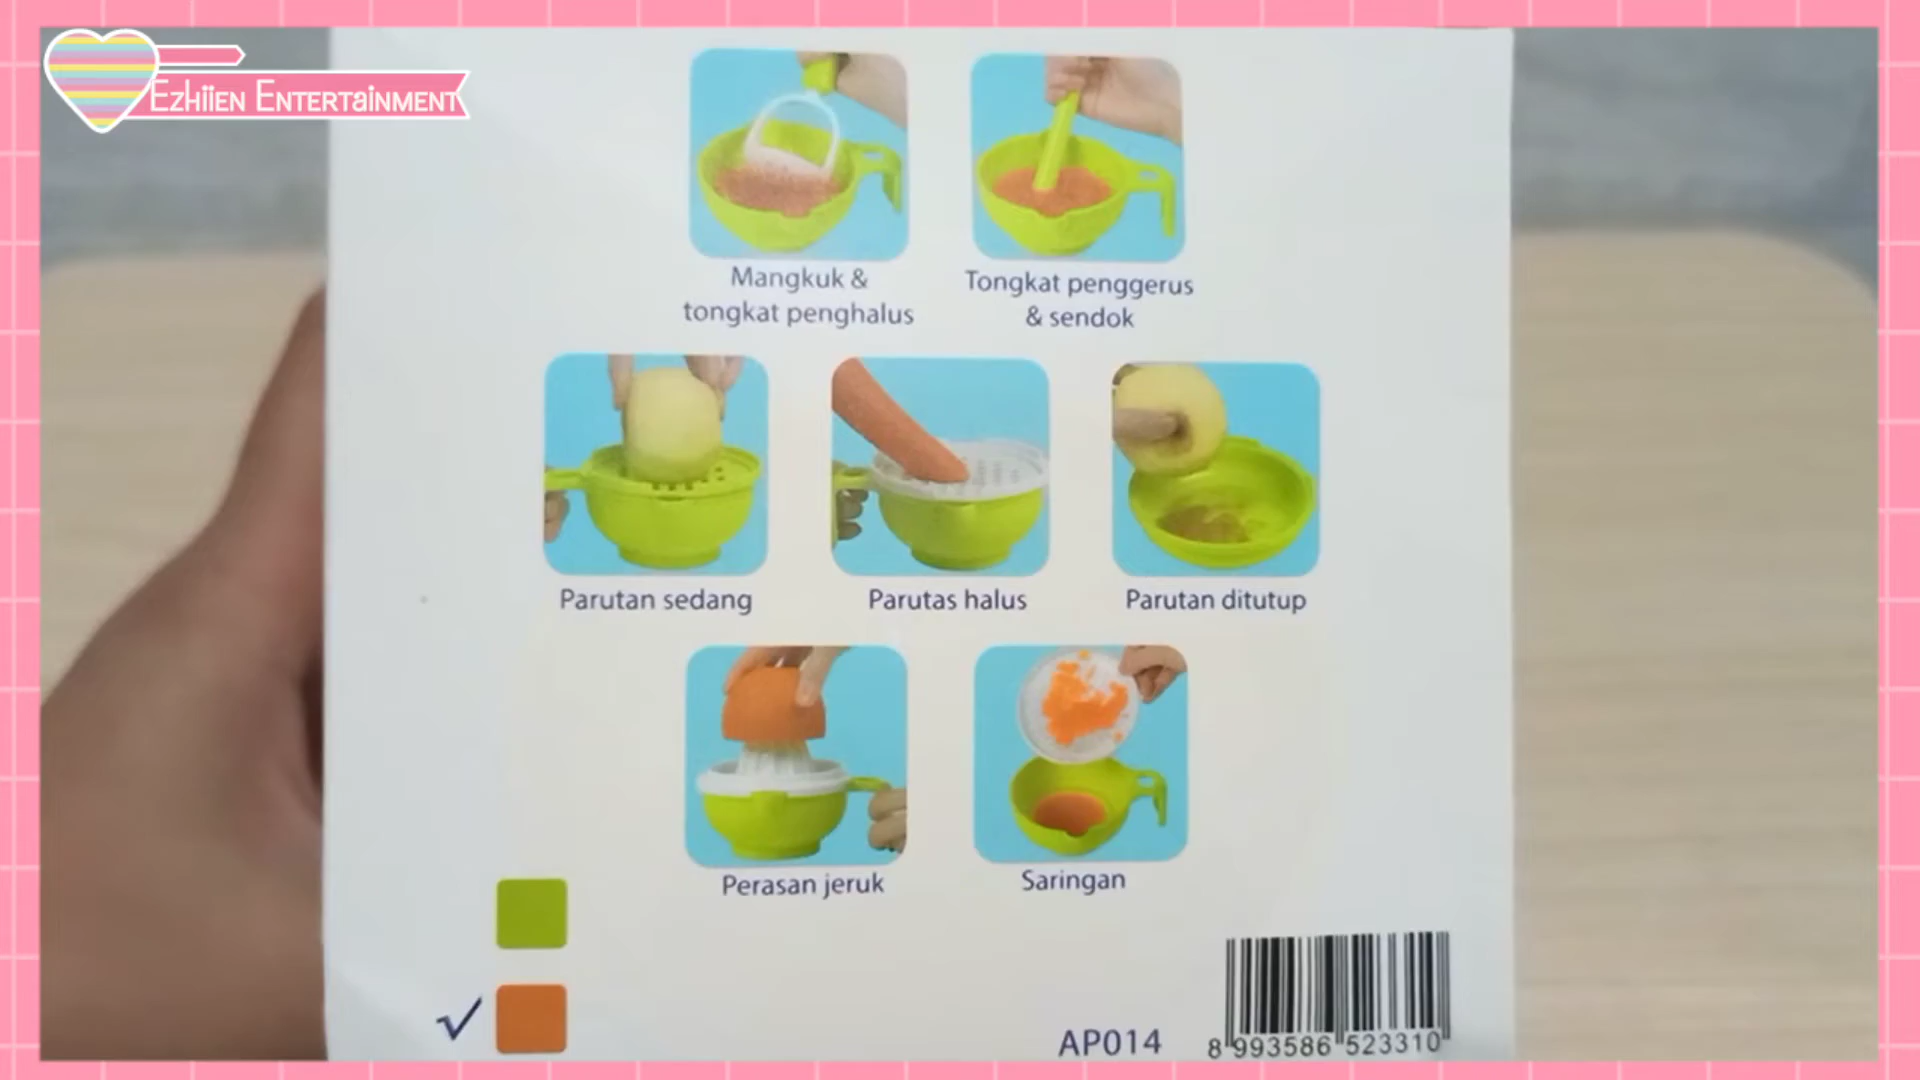 Ezhiien Entertainment
Mangkuk &
tongkat penghalus
Tongkat penggerus
& sendok
Parutan sedang
Parutas halus
Parutan ditutup
Perasan jeruk
Saringan
AP014
8 993586 523310